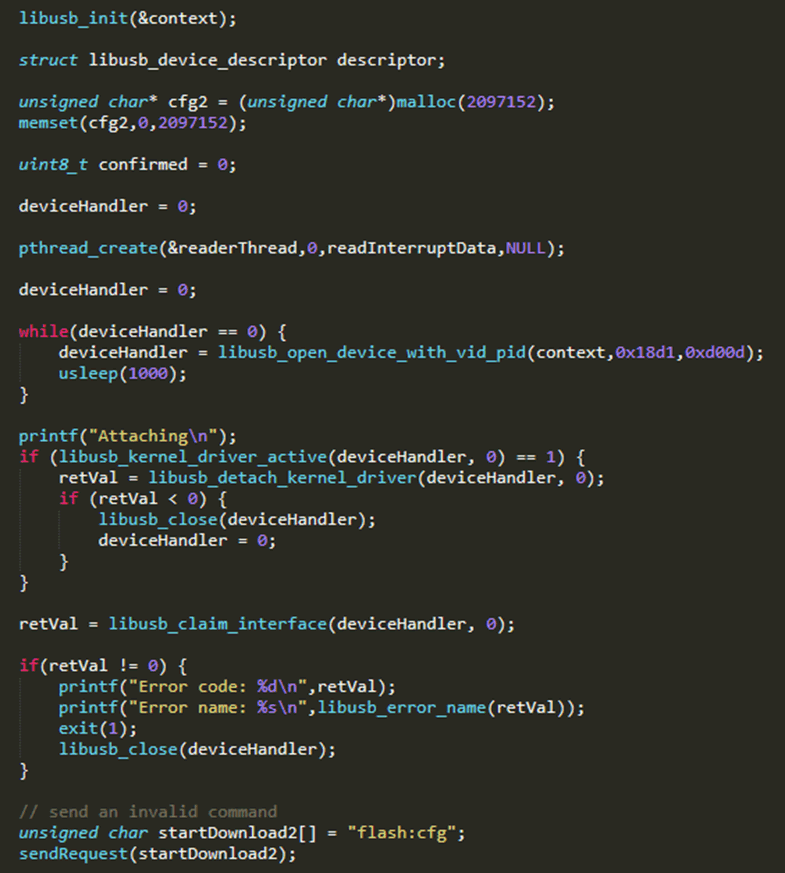 libusb_init(&context);
struct libusb_device_descriptor descriptor;
unsigned char* cfg2 = (unsigned char*)malloc(2097152);
memset(cfg2,0,2097152);
uint8_t confirmed = 0;
deviceHandler = 0;
pthread_create(&readerThread,0,readInterruptData,NULL);
deviceHandler = 0;
while(deviceHandler == 0) {
    deviceHandler = libusb_open_device_with_vid_pid(context,0x18d1,0xd00d);
    usleep(1000);
}
printf("Attaching\n");
if (libusb_kernel_driver_active(deviceHandler, 0) == 1) {
    retVal = libusb_detach_kernel_driver(deviceHandler, 0);
    if (retVal < 0) {
        libusb_close(deviceHandler);
        deviceHandler = 0;
    }
}
retVal = libusb_claim_interface(deviceHandler, 0);
if(retVal != 0) {
    printf("Error code: %d\n",retVal);
    printf("Error name: %s\n",libusb_error_name(retVal));
    exit(1);
    libusb_close(deviceHandler);
}
// send an invalid command
unsigned char startDownload2[] = "flash:cfg";
sendRequest(startDownload2);